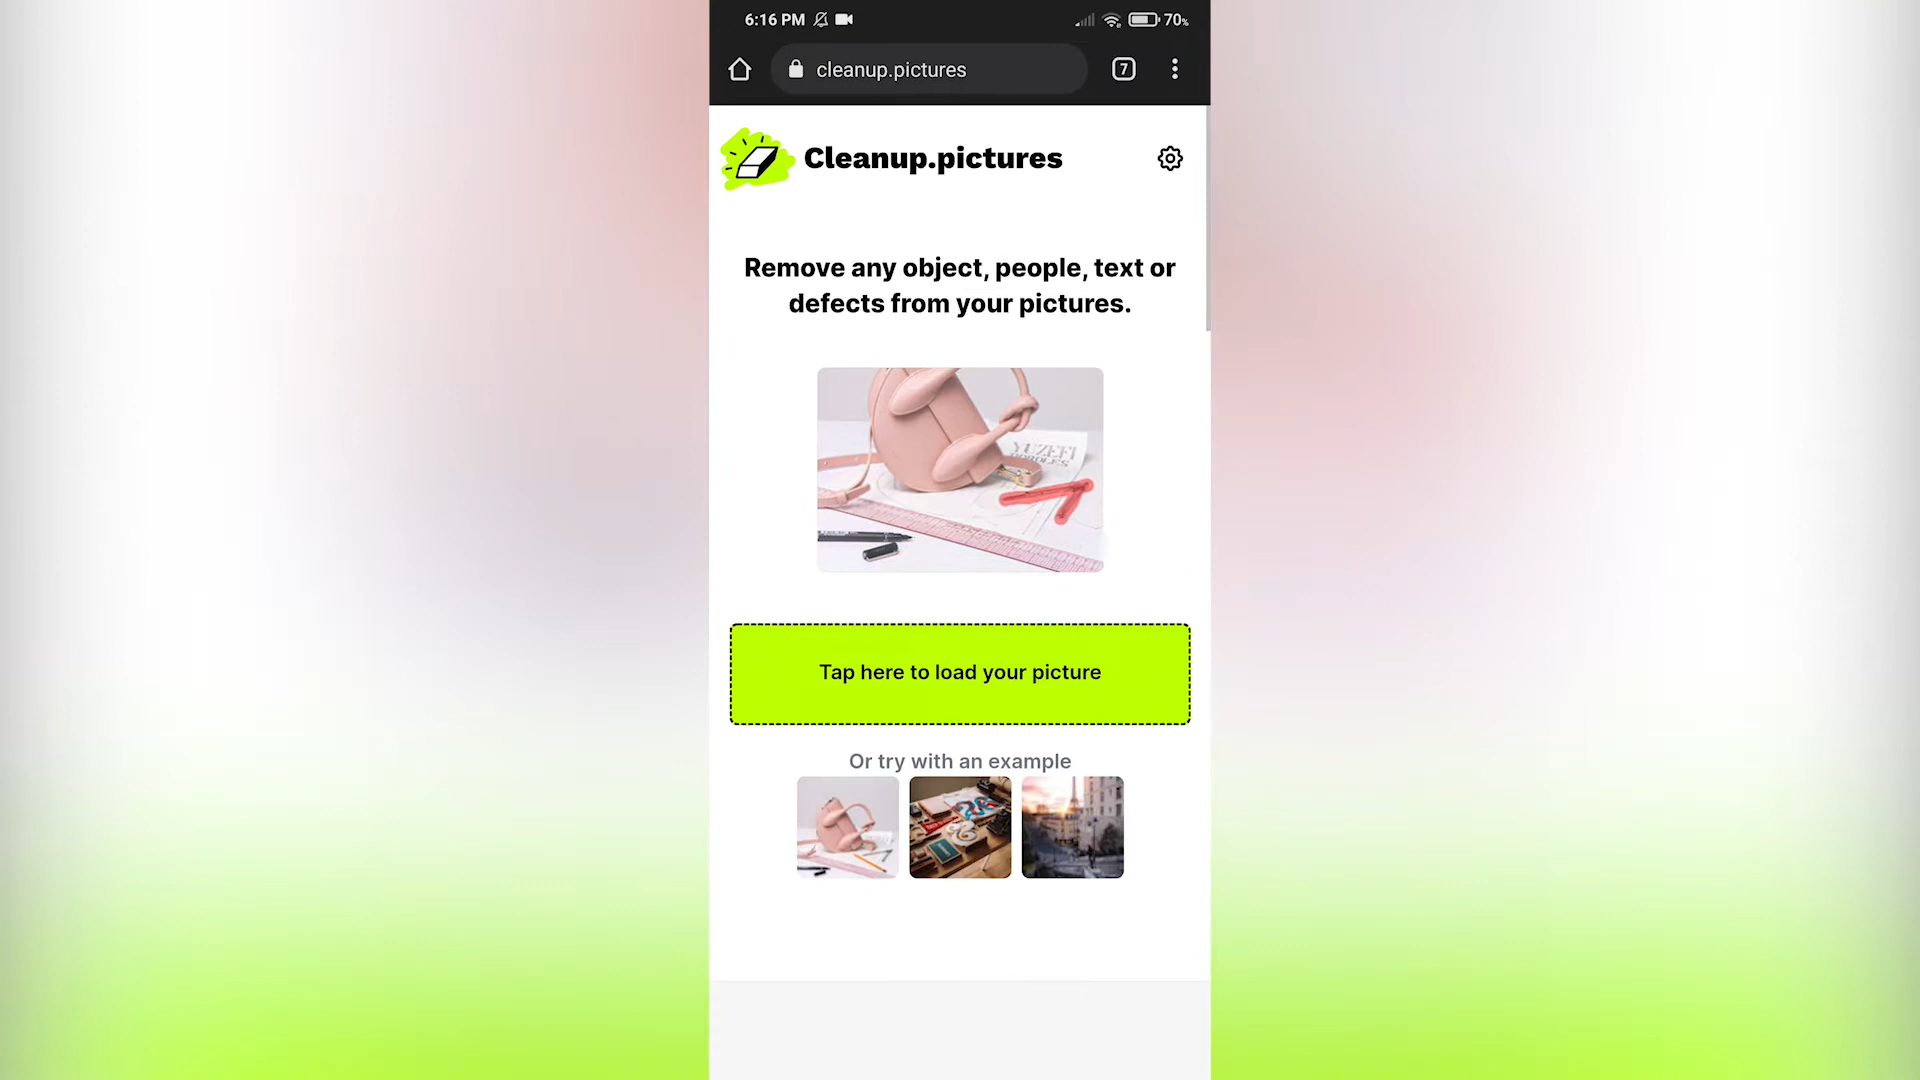 6:16 PM
70%
cleanup.pictures
7
Cleanup.pictures
Remove any object, people, text or
defects from your pictures.
YUZEFI
Tap here to load your picture
Or try with an example